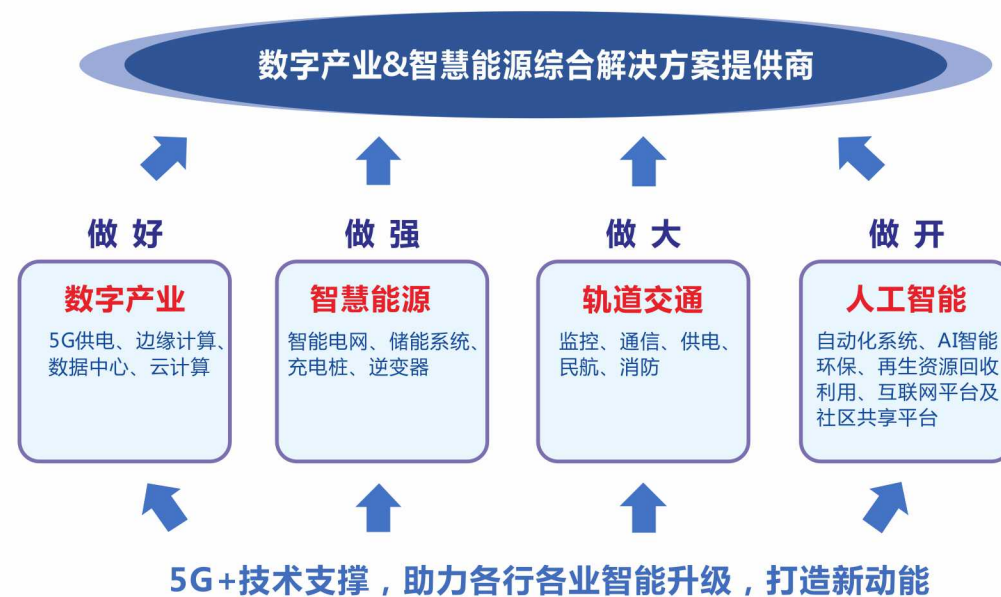 数字产业&智慧能源综合解决方案提供商
做好
做强
做大
做开
数字产业
5G供电、边缘计算、
数据中心、云计算
智慧能源
智能电网、储能系统、
充电桩、逆变器
轨道交通
监控、通信、供电、
民航、消防
人工智能
自动化系统、AI智能
环保、再生资源回收
利用、互联网平台及
社区共享平台
5G+技术支撑，助力各行各业智能升级，打造新动能